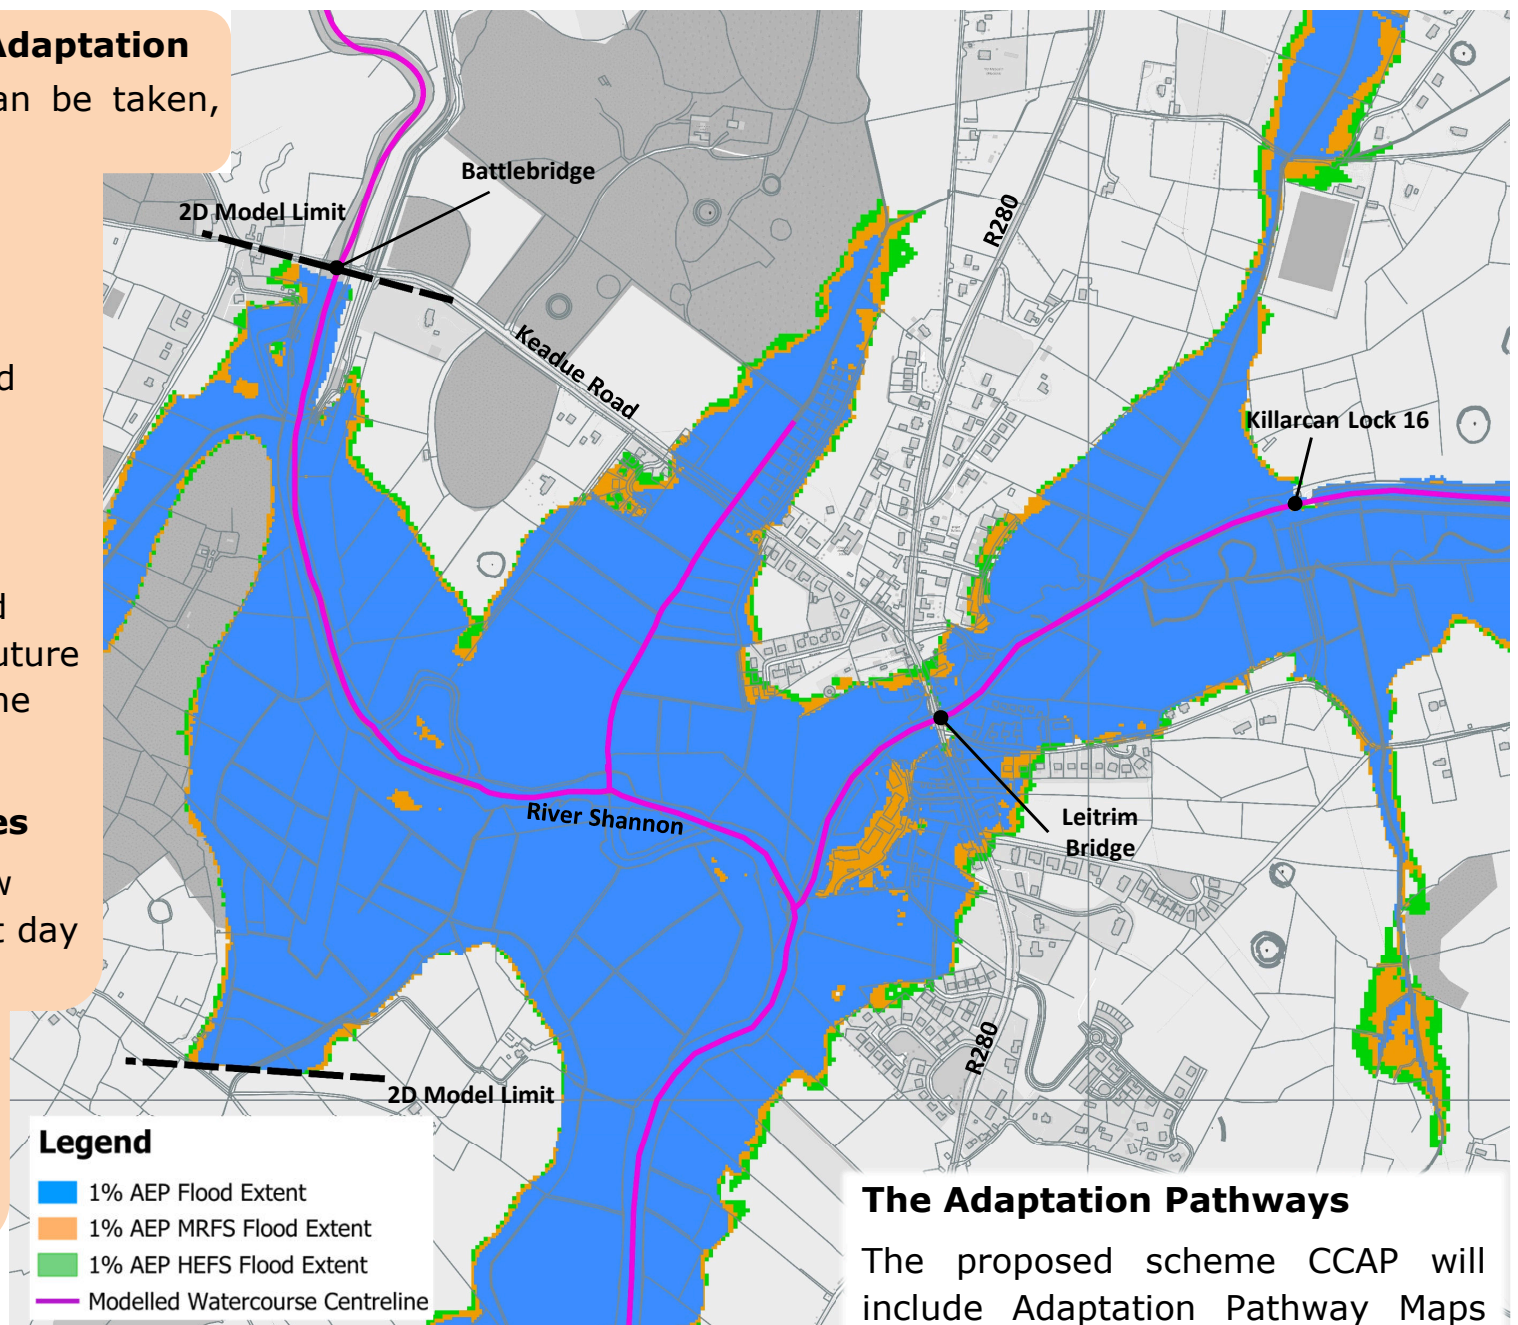 Adaptation
an be taken,
d
d
uture
ne
es
w
t day
2D Model Limit
Battlebridge
Keadue Road
R280
Killarcan Lock 16
River Shannon
Leitrim
Bridge
R280
2D Model Limit
Legend
1% AEP Flood Extent
1% AEP MRFS Flood Extent
1% AEP HEFS Flood Extent
Modelled Watercourse Centreline
The Adaptation Pathways
The proposed scheme CCAP will
include Adaptation Pathway Maps